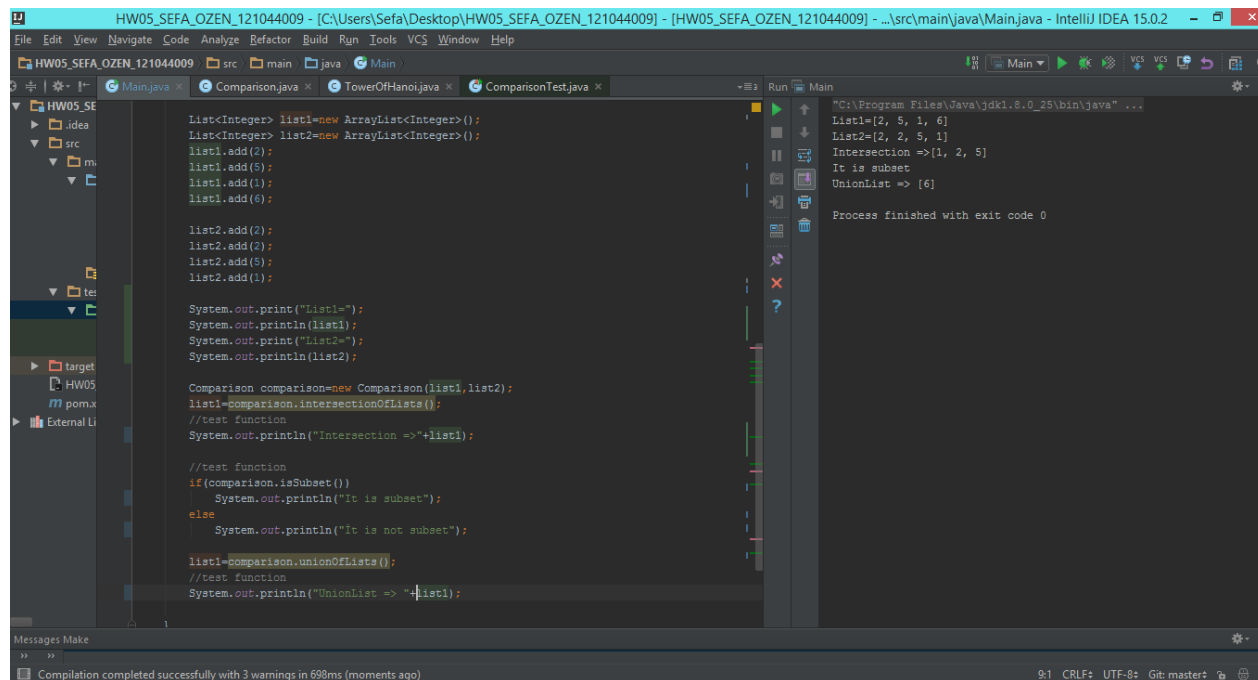 HW05_SEFA_OZEN_121044009 - [C:\Users\Sefa\Desktop\HW05_SEFA_OZEN_121044009] - [HW05_SEFA_OZEN_121044009] - ...\src\main\java\Main.java - IntelliJ IDEA 15.0.2
File Edit View Navigate Code Analyze Refactor Build Run Tools VCS Window Help
HW05_SEFA_OZEN_121044009 src main java Main
Main
VCS VCS
Main.java Comparison.java TowerOfHanoi.java ComparisonTest.java
Run Main
HW05_SE
.idea
src
ma
tes
target
HW05
pom.x
External Li
List<Integer> list1=new ArrayList<Integer>();
List<Integer> list2=new ArrayList<Integer>();
list1.add(2);
list1.add(5);
list1.add(1);
list1.add(6);
list2.add(2);
list2.add(2);
list2.add(5);
list2.add(1);
System.out.print("List1=");
System.out.println(list1);
System.out.print("List2=");
System.out.println(list2);
Comparison comparison=new Comparison(list1,list2);
list1=comparison.intersectionOfLists();
//test function
System.out.println("Intersection =>"+list1);
//test function
if(comparison.isSubset())
System.out.println("It is subset");
else
System.out.println("İt is not subset");
list1=comparison.unionOfLists();
//test function
System.out.println("UnionList => "+list1);
}
"C:\Program Files\Java\jdk1.8.0_25\bin\java" ...
List1=[2, 5, 1, 6]
List2=[2, 2, 5, 1]
Intersection =>[1, 2, 5]
It is subset
UnionList => [6]
Process finished with exit code 0
Messages Make
Compilation completed successfully with 3 warnings in 698ms (moments ago)
9:1 CRLF UTF-8 Git: master